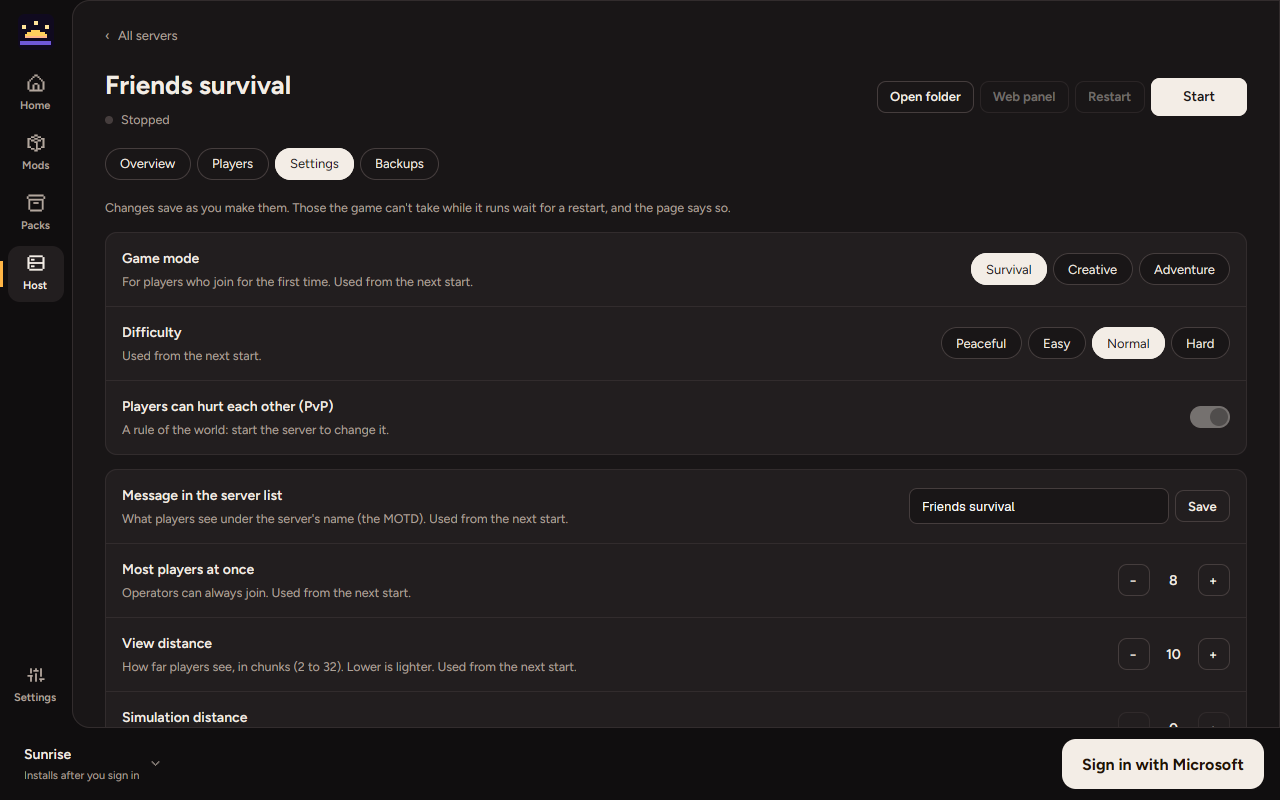 ‹ All servers
Friends survival
Stopped
Open folder
Web panel
Restart
Start
Home
Mods
Packs
Host
Settings
Overview
Players
Settings
Backups
Changes save as you make them. Those the game can't take while it runs wait for a restart, and the page says so.
Game mode
For players who join for the first time. Used from the next start.
Survival
Creative
Adventure
Difficulty
Used from the next start.
Peaceful
Easy
Normal
Hard
Players can hurt each other (PvP)
A rule of the world: start the server to change it.
Message in the server list
What players see under the server's name (the MOTD). Used from the next start.
Friends survival
Save
Most players at once
Operators can always join. Used from the next start.
-
8
+
View distance
How far players see, in chunks (2 to 32). Lower is lighter. Used from the next start.
-
10
+
Simulation distance
Sunrise
Installs after you sign in
Sign in with Microsoft